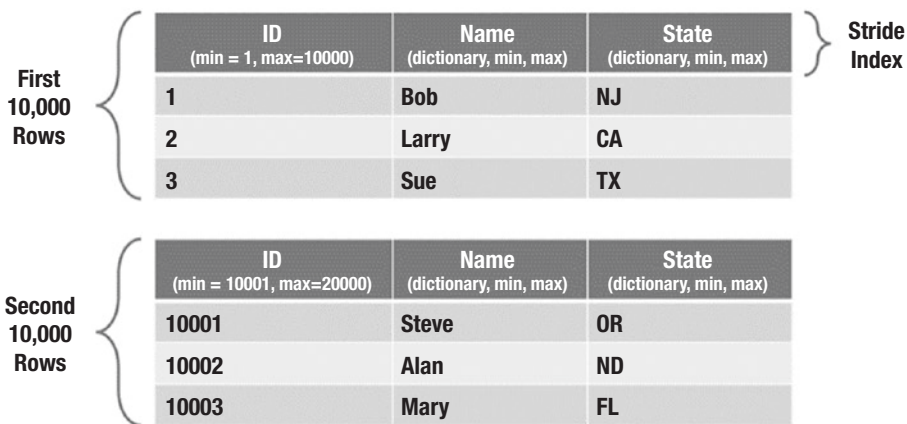 ID Name State
(min = 1, max=10000) (dictionary, min, max) (dictionary, min, max)
Stride
Index
First
10,000
Rows
1 Bob NJ
2 Larry CA
3 Sue TX
ID Name State
(min = 10001, max=20000) (dictionary, min, max) (dictionary, min, max)
Second
10,000
Rows
10001 Steve OR
10002 Alan ND
10003 Mary FL